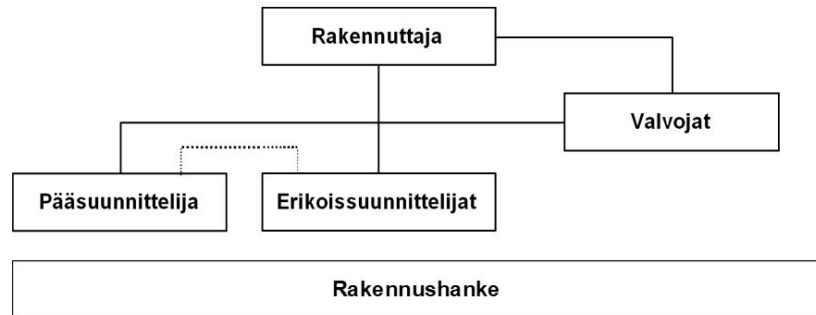 Rakennuttaja
Valvojat
Pääsuunnittelija
Erikoissuunnittelijat
Rakennushanke